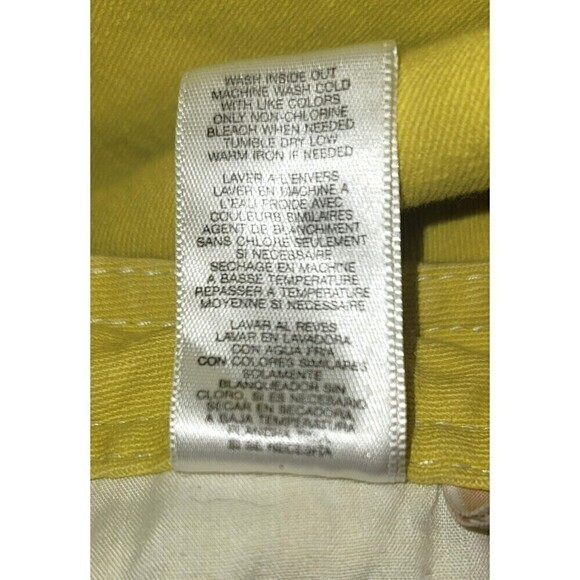 WASH INSIDE OUT
MACHINE WASH COLD
WITH LIKE COLORS
ONLY NON-CHLORINE
BLEACH WHEN NEEDED
TUMBLE DRY LOW
WARM IRON IF NEEDED
LAVER A L'ENVERS
LAVER EN MACHINE A
L'EAU FROIDE AVEC
COULEURS SIMILAIRES
AGENT DE BLANCHIMENT
SANS CHLORE SEULEMENT
SI NECESSAIRE
SECHAGE EN MACHINE
A BASSE TEMPERATURE
REPASSER A TEMPERATURE
MOYENNE SI NECESSAIRE
LAVAR AL REVES
LAVAR EN LAVADORA
CON AGUA FRIA
CON COLORES SIMILARES
SOLAMENTE
BLANQUEADOR SIN
CLORO, SI ES NECESARIO
SECAR EN SECADORA
A BAJA TEMPERATURA
SI SE NECESITA